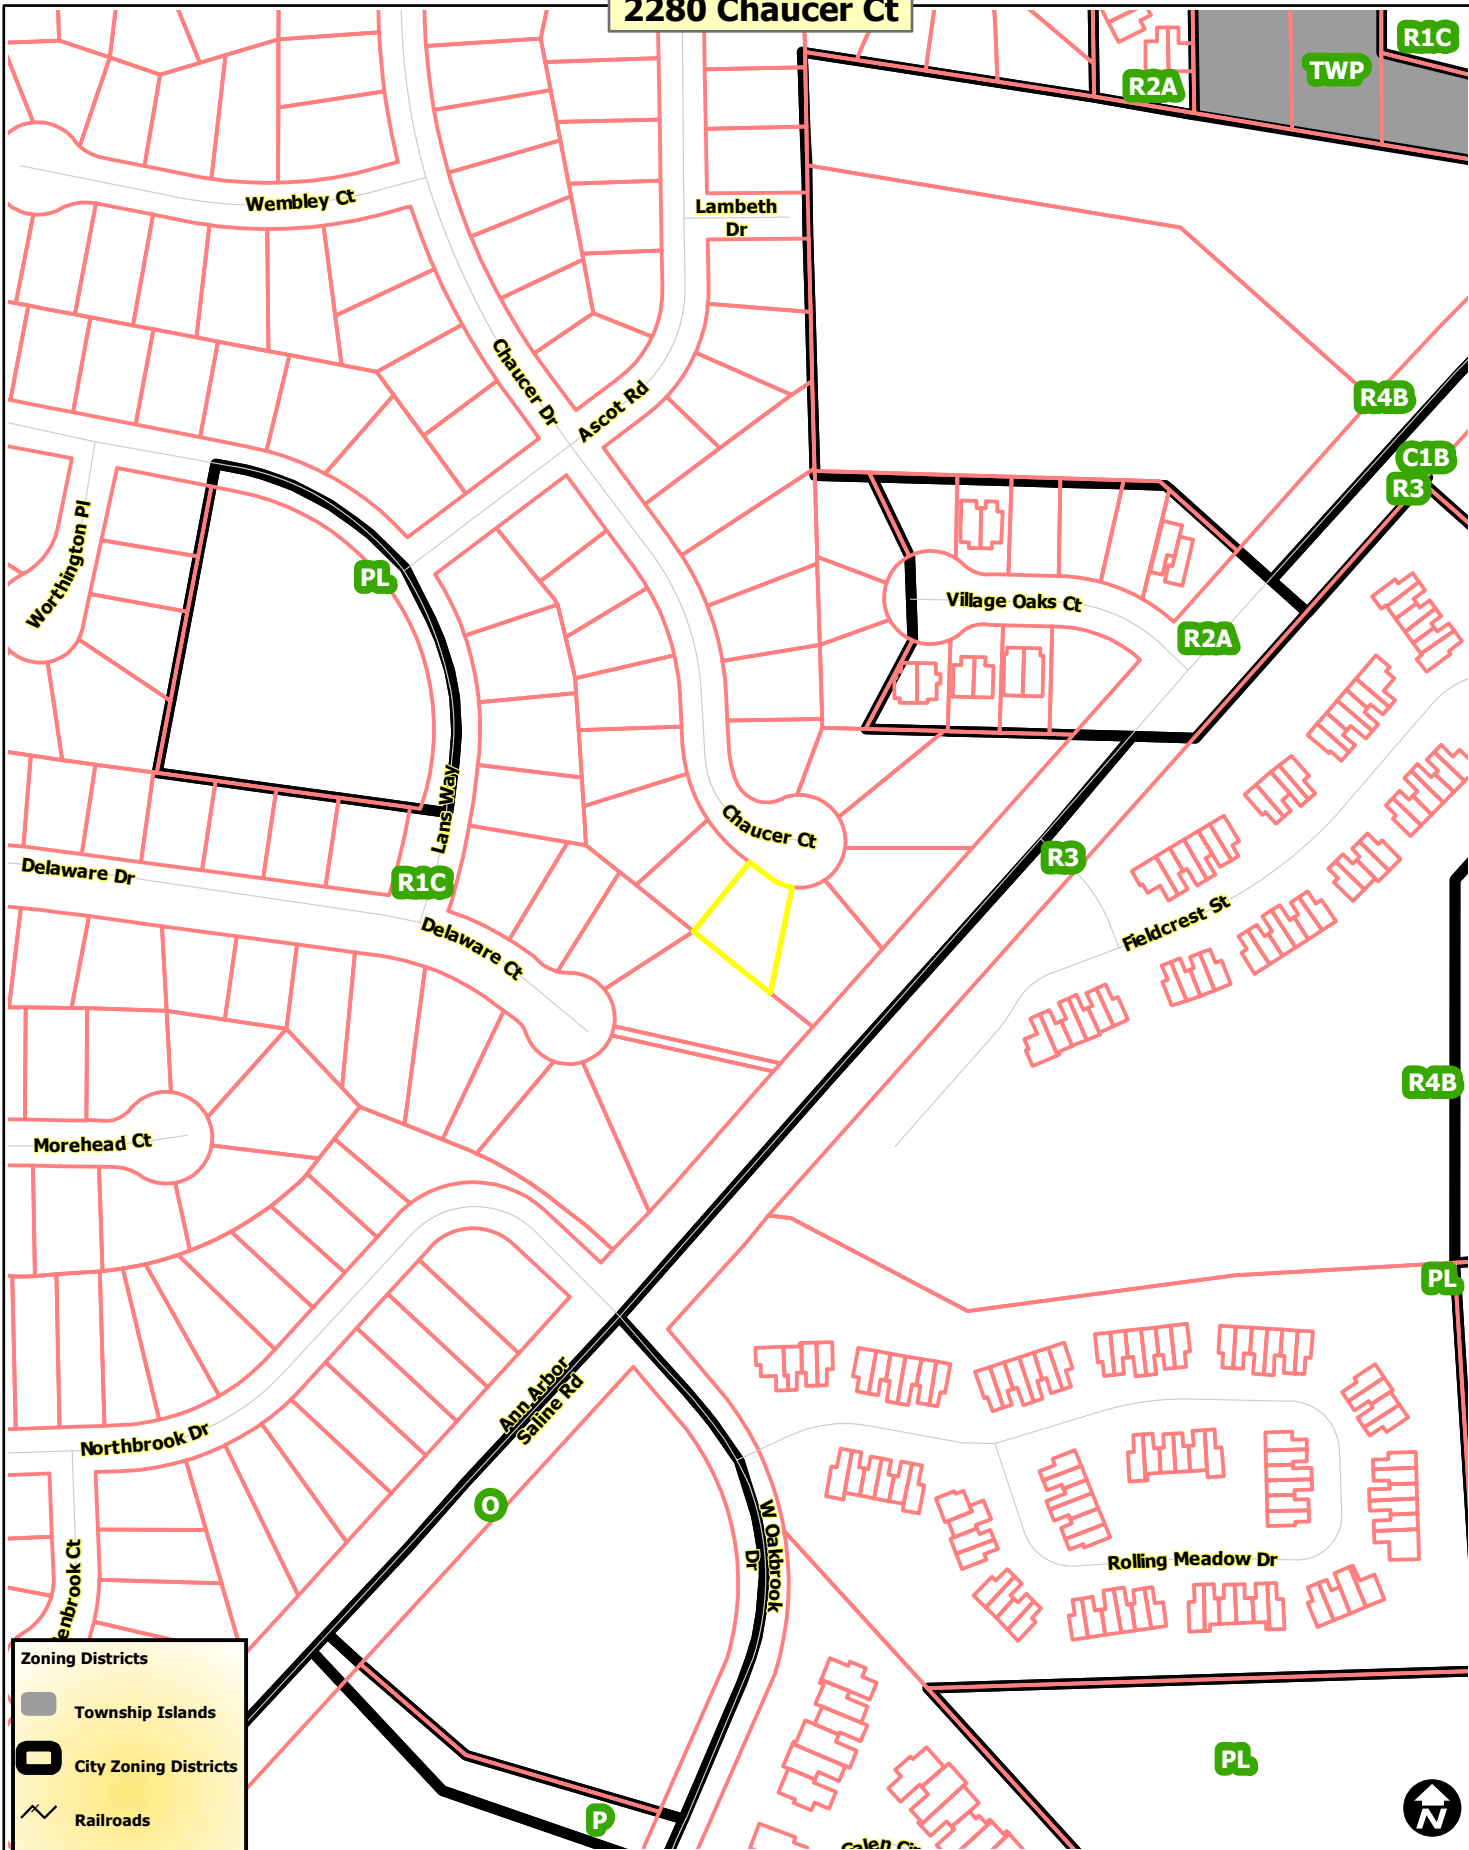 2280 Chaucer Ct
R1C
TWP
R2A
Wembley Ct
Lambeth
Dr
Chaucer Dr
Ascot Rd
R4B
C1B
R3
Worthington Pl
PL
Village Oaks Ct
R2A
Lans Way
Chaucer Ct
R3
Delaware Dr
R1C
Delaware Ct
Fieldcrest St
R4B
Morehead Ct
PL
Ann Arbor
Saline Rd
Northbrook Dr
O
W Oakbrook
Dr
Rolling Meadow Dr
enbrook Ct
Zoning Districts
Township Islands
City Zoning Districts
Railroads
PL
P
N